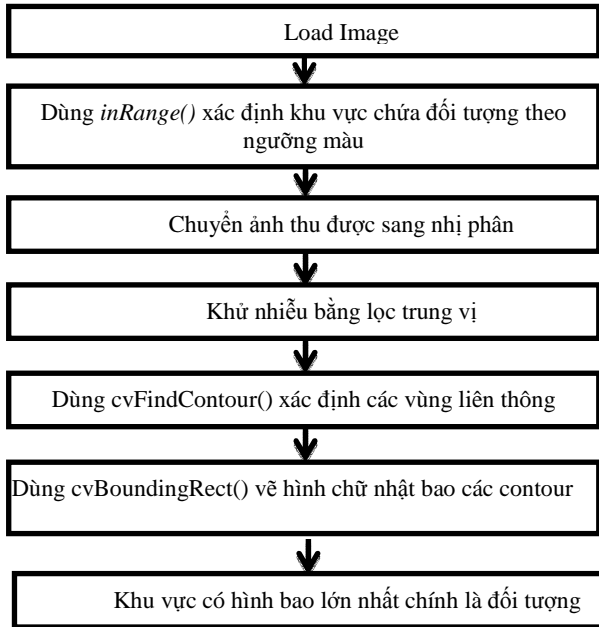 Load Image
Dùng inRange() xác định khu vực chứa đối tượng theo
ngưỡng màu
Chuyển ảnh thu được sang nhị phân
Khử nhiễu bằng lọc trung vị
Dùng cvFindContour() xác định các vùng liên thông
Dùng cvBoundingRect() vẽ hình chữ nhật bao các contour
Khu vực có hình bao lớn nhất chính là đối tượng